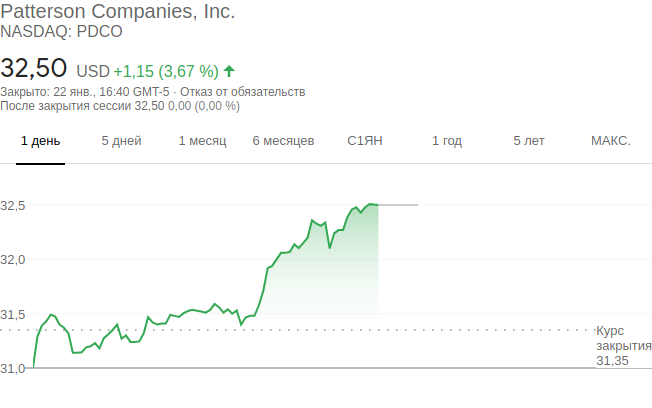 Patterson Companies, Inc.
NASDAQ: PDCO
32,50 USD +1,15 (3,67 %)
Закрыто: 22 янв., 16:40 GMT-5 · Отказ от обязательств
После закрытия сессии 32,50 0,00 (0,00 %)
1 день 5 дней 1 месяц 6 месяцев С1ЯН 1 год 5 лет МАКС.
32,5
32,0
31,5
Курс
закрытия
31,35
31,0